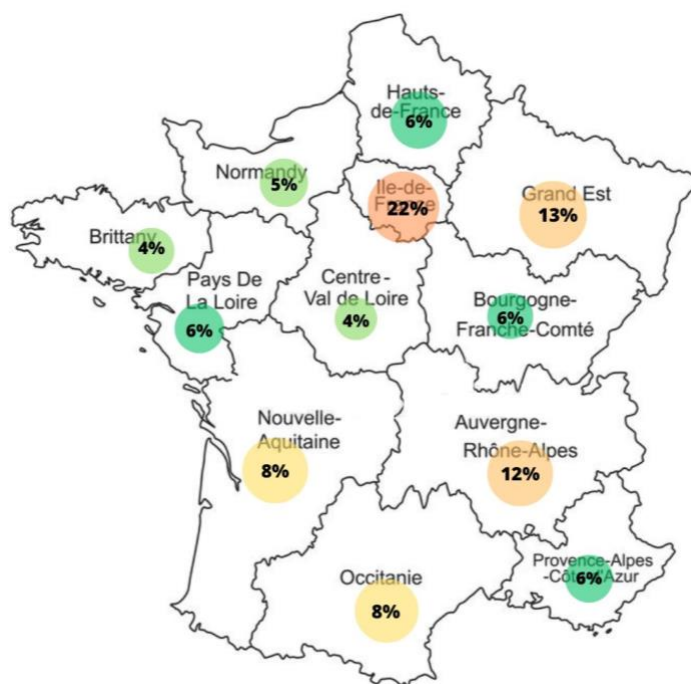 Hauts-
de-France
6%
Normandy
5%
Ile-de-
France
22%
Grand Est
13%
Brittany
4%
Pays De
La Loire
6%
Centre-
Val de Loire
4%
Bourgogne-
Franche-Comté
6%
Nouvelle-
Aquitaine
8%
Auvergne-
Rhône-Alpes
12%
Occitanie
8%
Provence-Alpes
-Côte d'Azur
6%